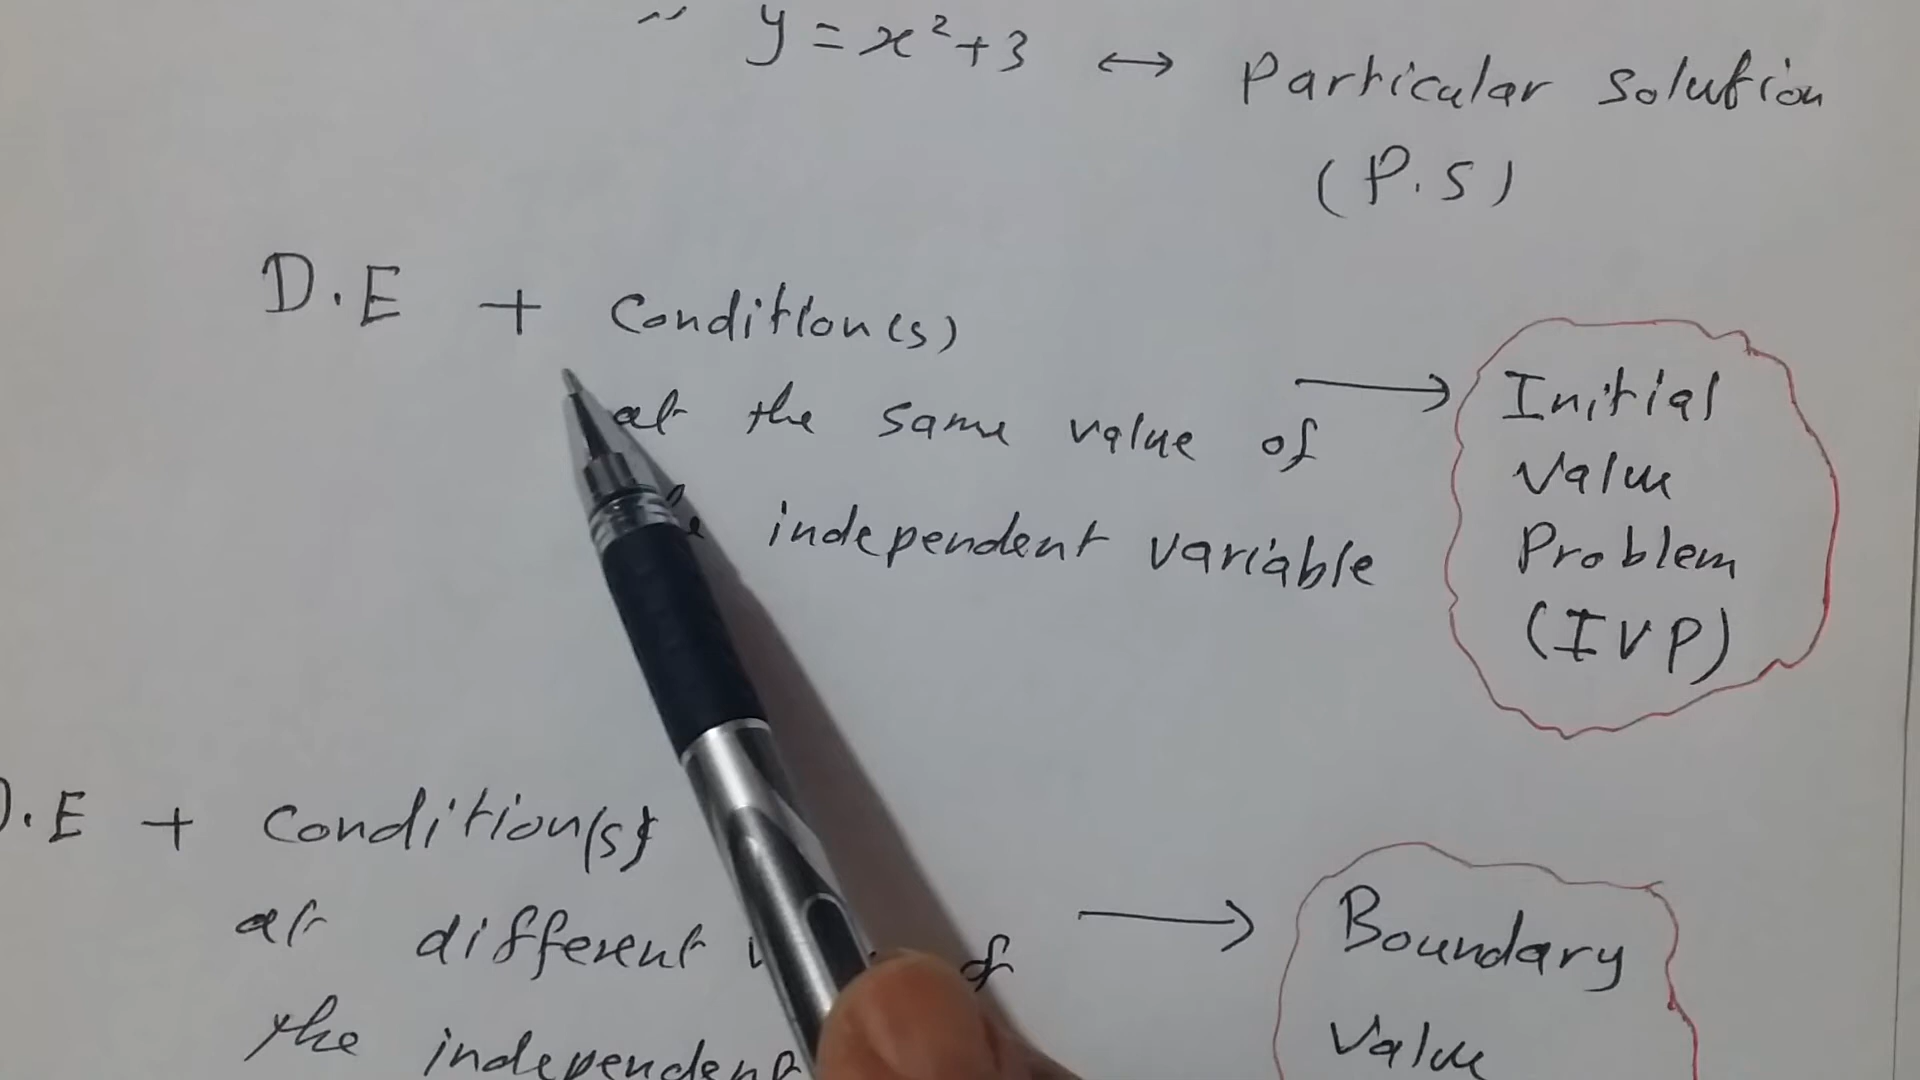 " y = x² + 3 ↔ Particular solution
(P.S)
D.E + Condition(s)
at the same value of → Initial
Value
independent variable Problem
(IVP)
D.E + Condition(s)
at different of → Boundary
the Value